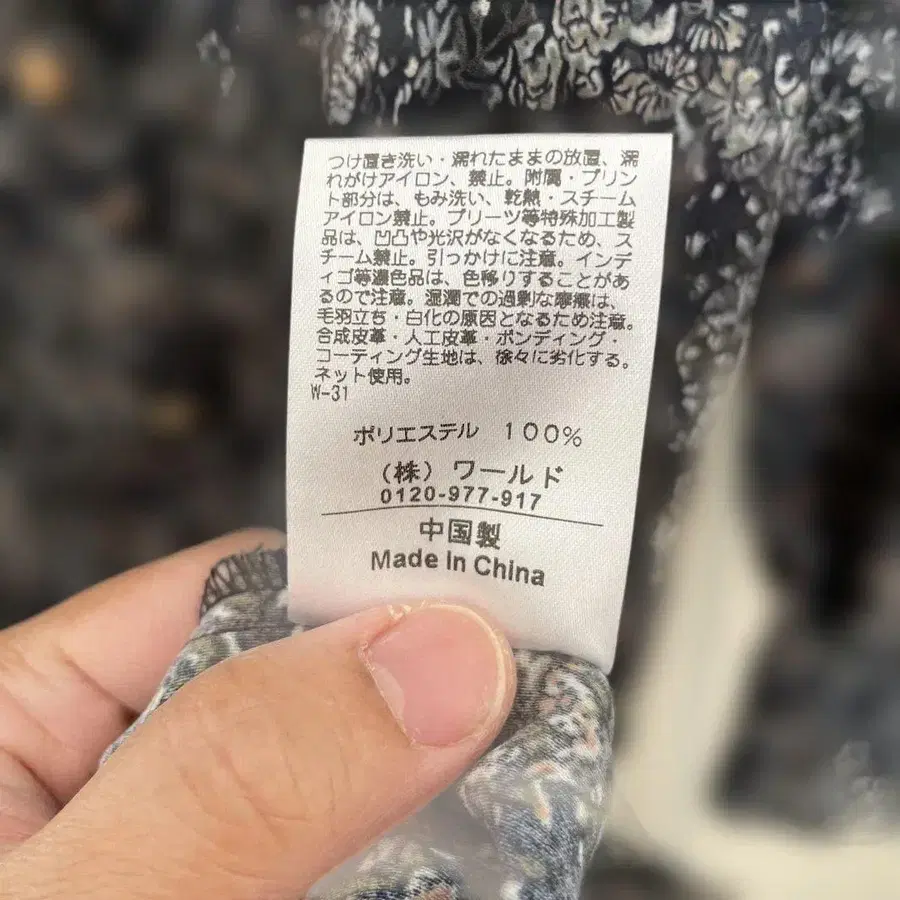 つけ置き洗い・濡れたままの放置、濡
れがけアイロン、禁止。附属・プリン
ト部分は、もみ洗い、乾熱・スチーム
アイロン禁止。プリーツ等特殊加工製
品は、凹凸や光沢がなくなるため、ス
チーム禁止。引っかけに注意。インデ
ィゴ等濃色品は、色移りすることがあ
るので注意。湿潤での過剰な摩擦は、
毛羽立ち・白化の原因となるため注意。
合成皮革・人工皮革・ボンディング・
コーティング生地は、徐々に劣化する。
ネット使用。
W-31
ポリエステル 100%
(株)ワールド
0120-977-917
中国製
Made In China